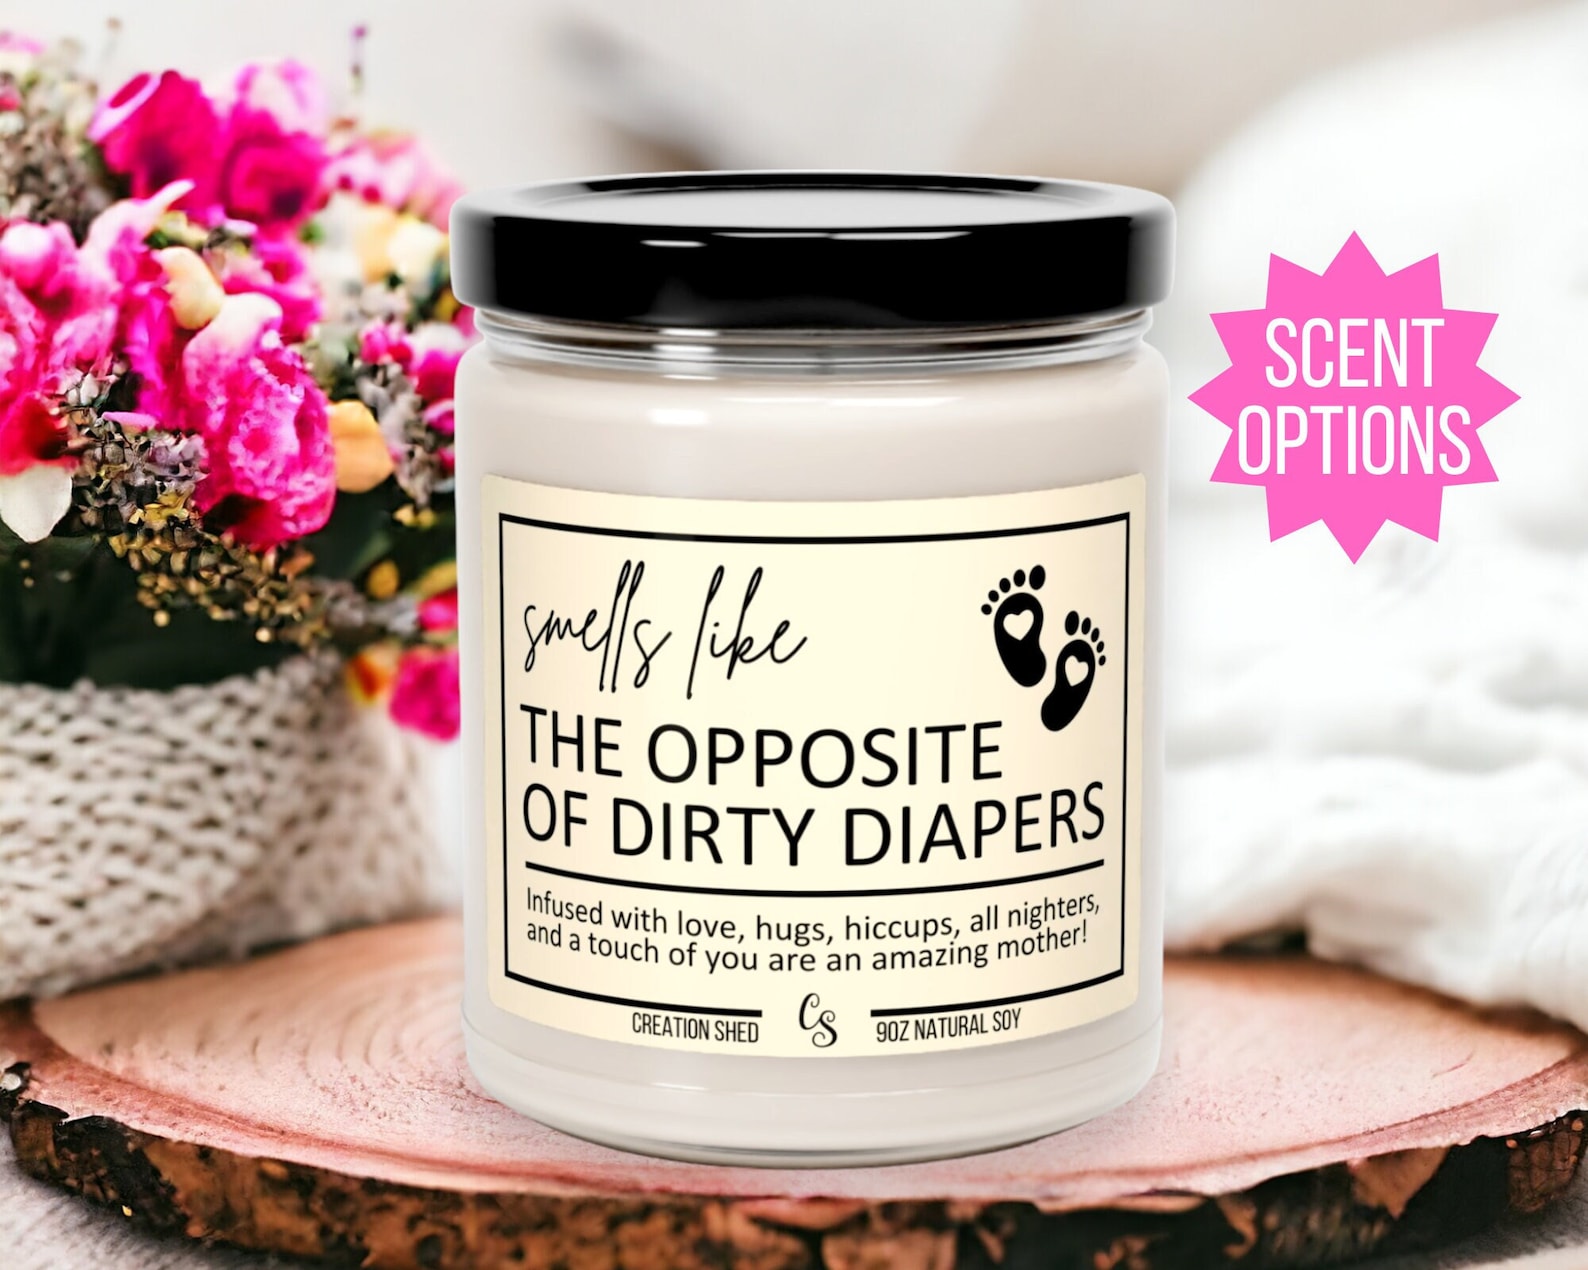 smells like
THE OPPOSITE
OF DIRTY DIAPERS
Infused with love, hugs, hiccups, all nighters,
and a touch of you are an amazing mother!
CREATION SHED
CS
9OZ NATURAL SOY
SCENT
OPTIONS